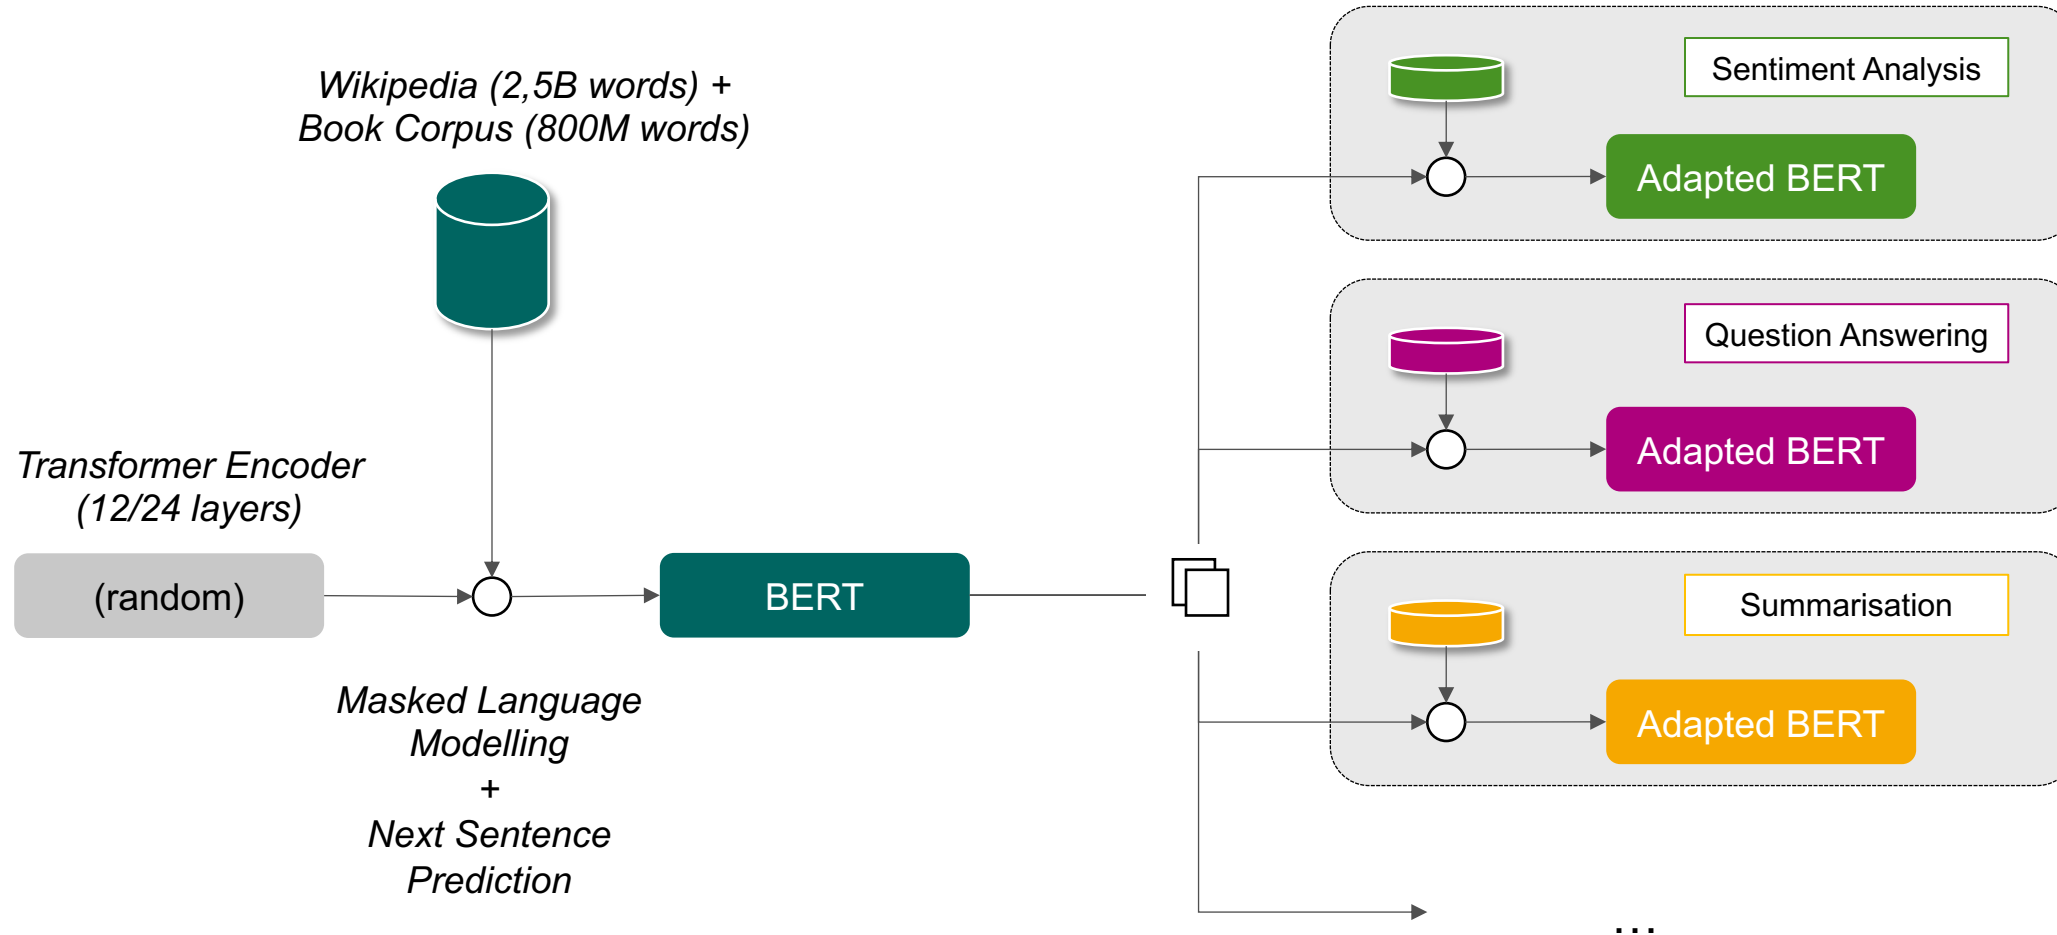 Wikipedia (2,5B words) +
Book Corpus (800M words)
Transformer Encoder
(12/24 layers)
(random)
BERT
Masked Language
Modelling
+
Next Sentence
Prediction
Sentiment Analysis
Adapted BERT
Question Answering
Adapted BERT
Summarisation
Adapted BERT
...